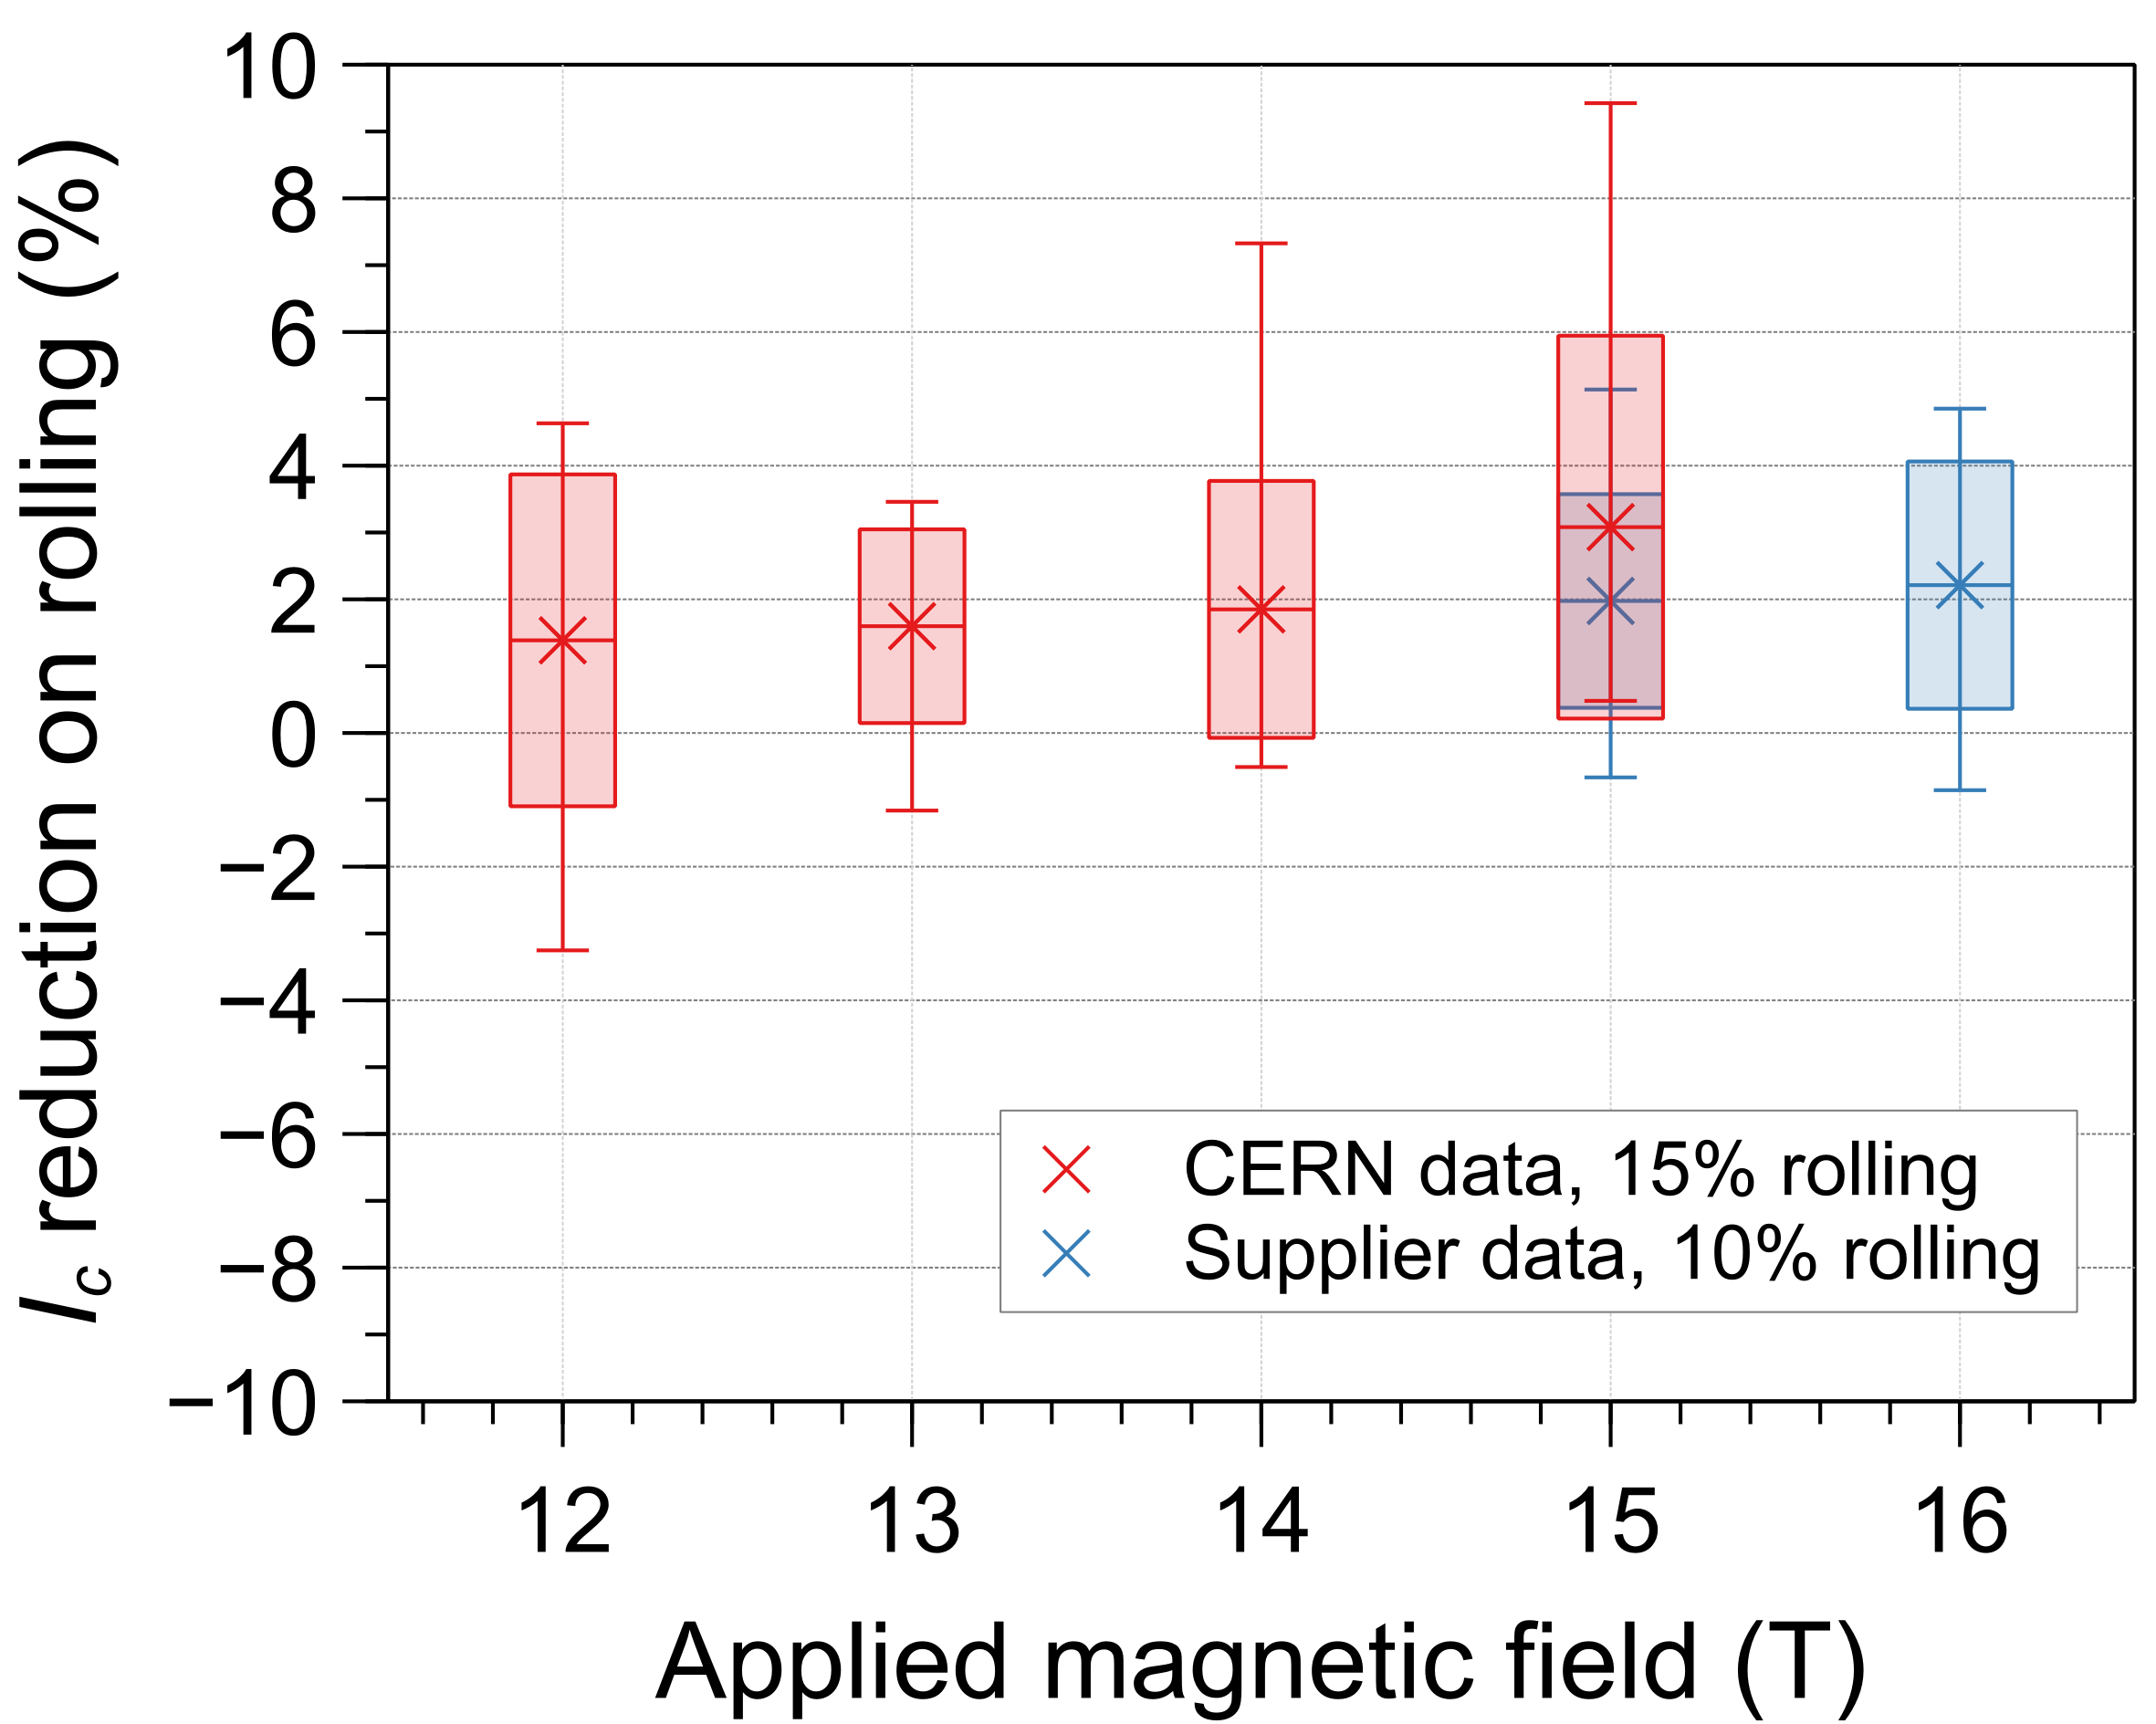 10
8
6
4
2
0
−2
−4
−6
−8
−10
I c reduction on rolling (%)
CERN data, 15% rolling
Supplier data, 10% rolling
12 13 14 15 16
Applied magnetic field (T)